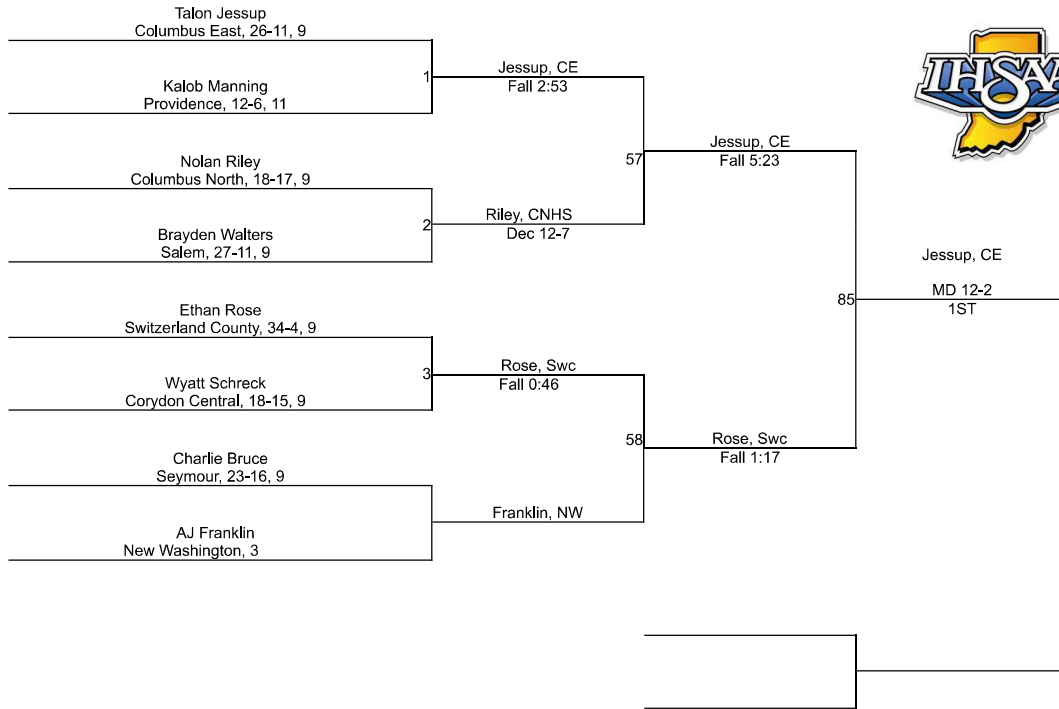 Talon Jessup
Columbus East, 26-11, 9
1
Jessup, CE
Fall 2:53
Kalob Manning
Providence, 12-6, 11
57
Jessup, CE
Fall 5:23
Nolan Riley
Columbus North, 18-17, 9
2
Riley, CNHS
Dec 12-7
Brayden Walters
Salem, 27-11, 9
85
Jessup, CE
MD 12-2
1ST
Ethan Rose
Switzerland County, 34-4, 9
3
Rose, Swc
Fall 0:46
Wyatt Schreck
Corydon Central, 18-15, 9
58
Rose, Swc
Fall 1:17
Charlie Bruce
Seymour, 23-16, 9
Franklin, NW
AJ Franklin
New Washington, 3
IHSAA